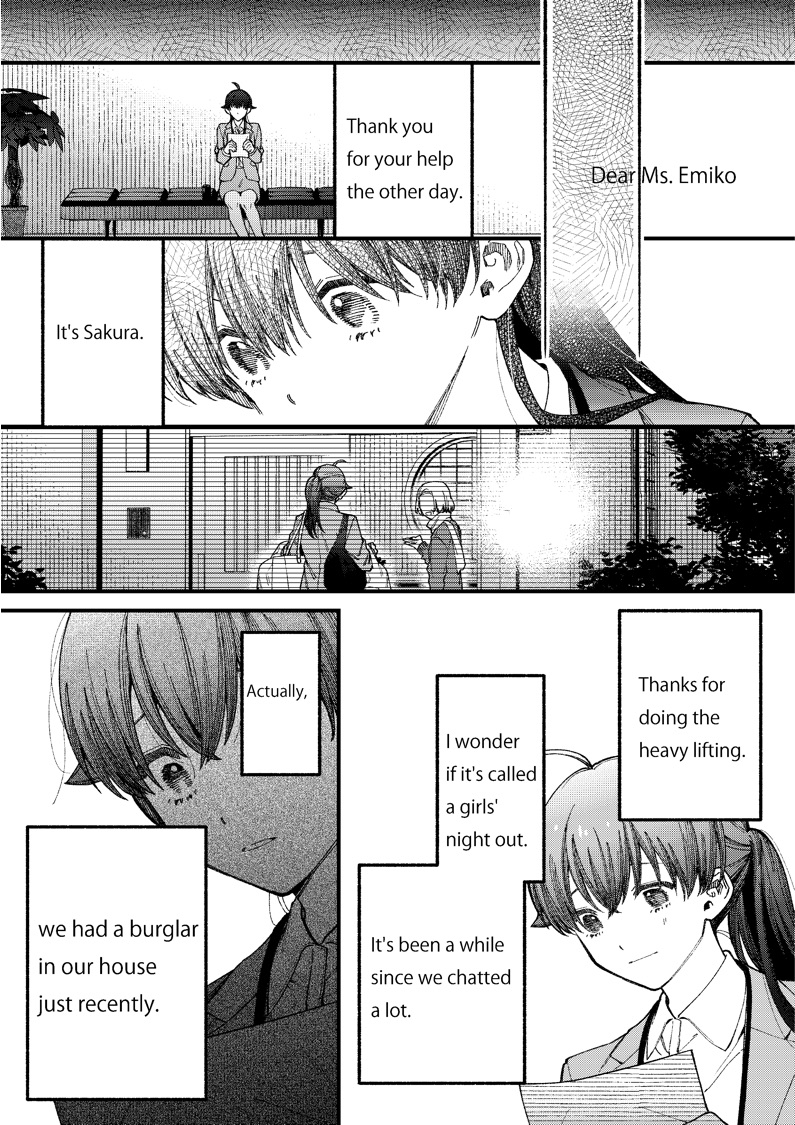 Dear Ms. Emiko
Thank you
for your help
the other day.
It's Sakura.
Thanks for
doing the
heavy lifting.
I wonder
if it's called
a girls'
night out.
It's been a while
since we chatted
a lot.
Actually,
we had a burglar
in our house
just recently.